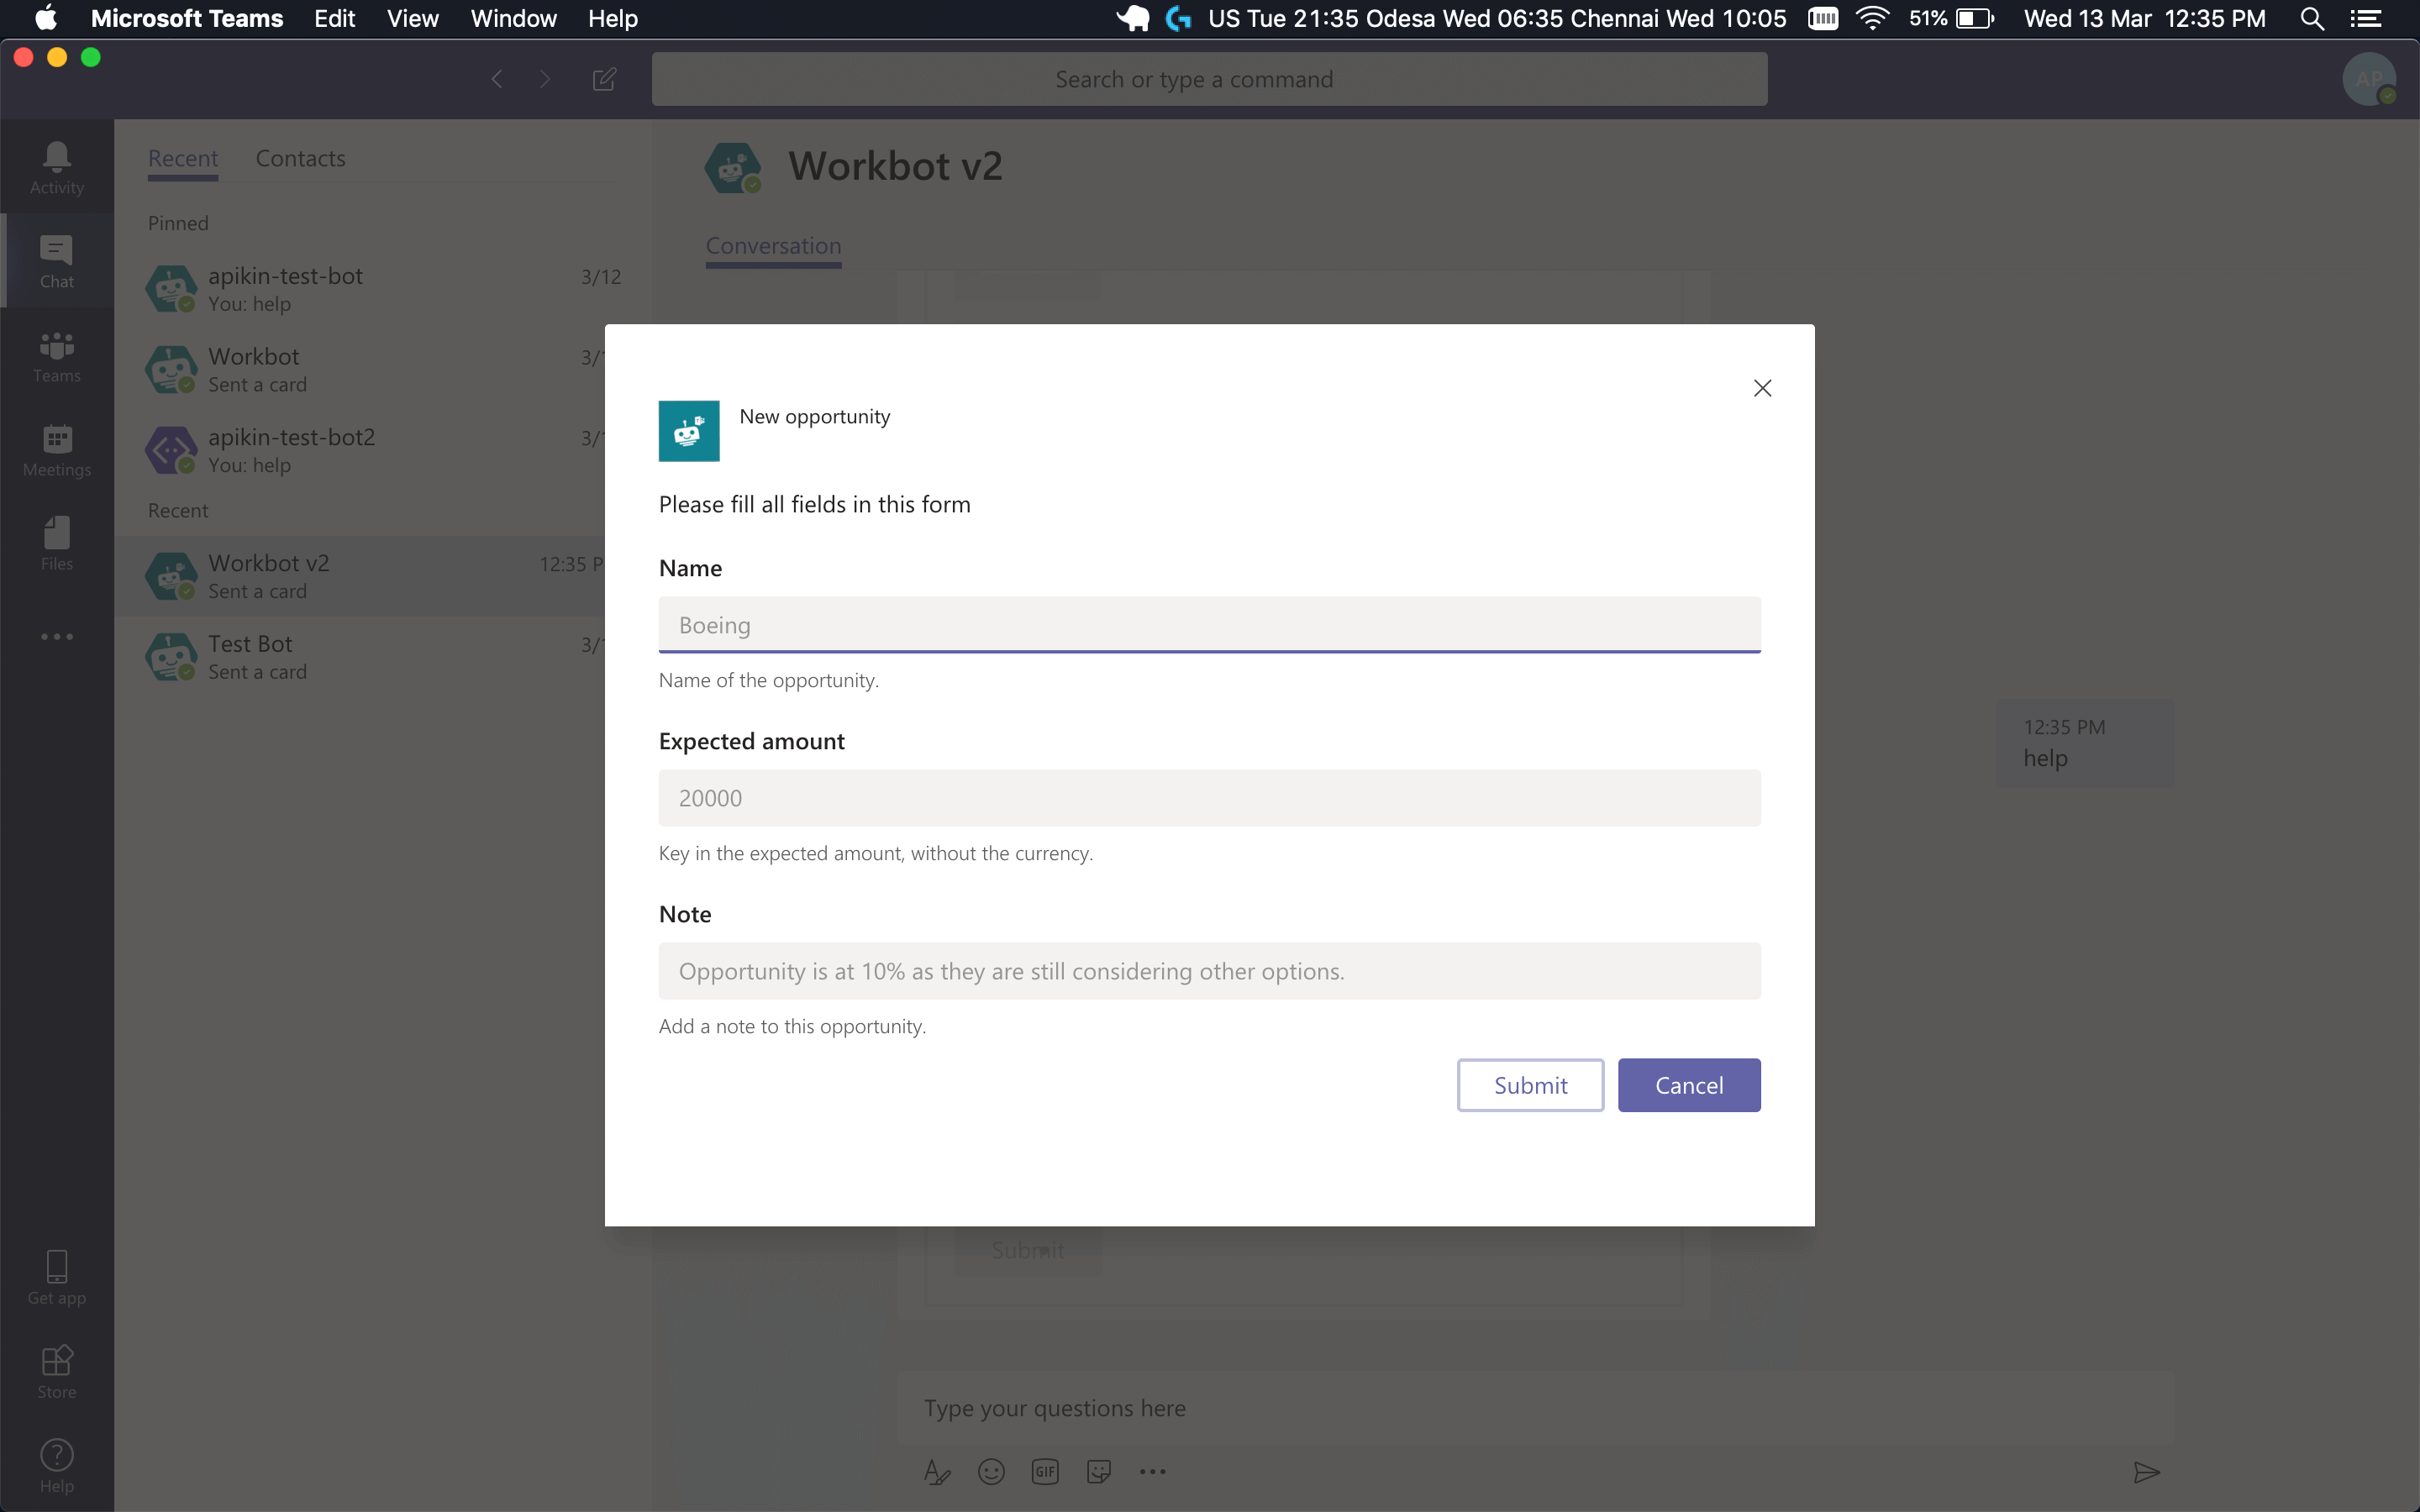 Microsoft Teams Edit View Window Help US Tue 21:35 Odesa Wed 06:35 Chennai Wed 10:05 51% Wed 13 Mar 12:35 PM
Search or type a command
AP
Activity
Chat
Teams
Meetings
Files
Get app
Store
Help
Recent Contacts
Pinned
apikin-test-bot 3/12
You: help
Workbot 3/
Sent a card
apikin-test-bot2 3/
You: help
Recent
Workbot v2 12:35 P
Sent a card
Test Bot 3/
Sent a card
Workbot v2
Conversation
12:35 PM
help
New opportunity
Please fill all fields in this form
Name
Boeing
Name of the opportunity.
Expected amount
20000
Key in the expected amount, without the currency.
Note
Opportunity is at 10% as they are still considering other options.
Add a note to this opportunity.
Submit Cancel
Submit
Type your questions here
GIF